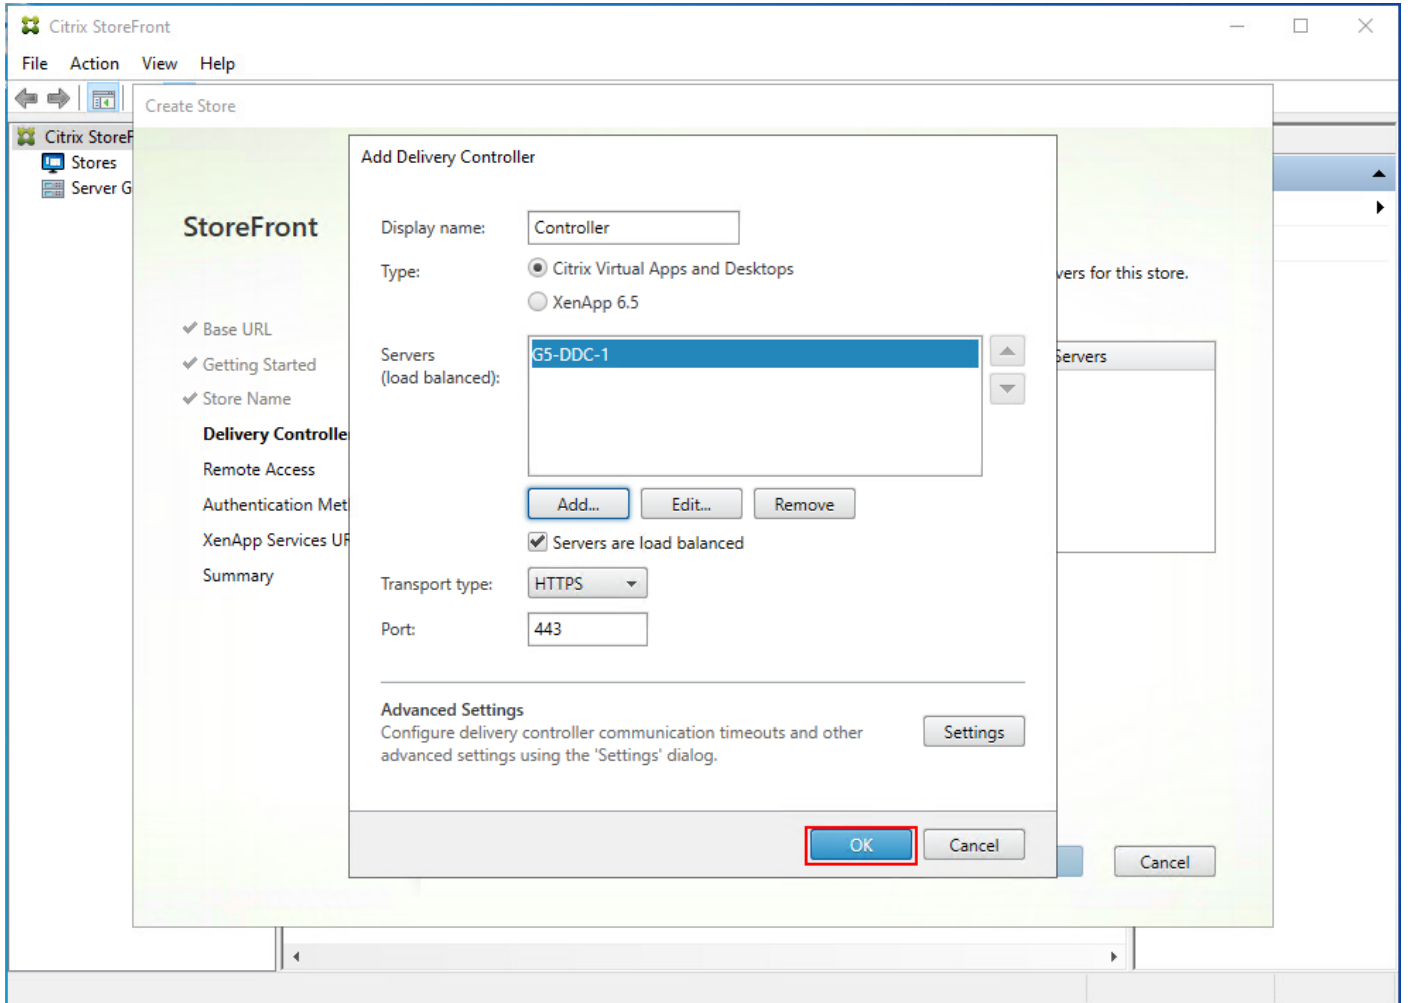 Citrix StoreFront
File Action View Help
Create Store
Citrix StoreF
Stores
Server G
StoreFront
Base URL
Getting Started
Store Name
Delivery Controlle
Remote Access
Authentication Met
XenApp Services UR
Summary
Add Delivery Controller
Display name: Controller
Type: Citrix Virtual Apps and Desktops
XenApp 6.5
Servers
(load balanced):
G5-DDC-1
Add... Edit... Remove
Servers are load balanced
Transport type: HTTPS
Port: 443
Advanced Settings
Configure delivery controller communication timeouts and other
advanced settings using the 'Settings' dialog.
Settings
OK Cancel
vers for this store.
Servers
Cancel